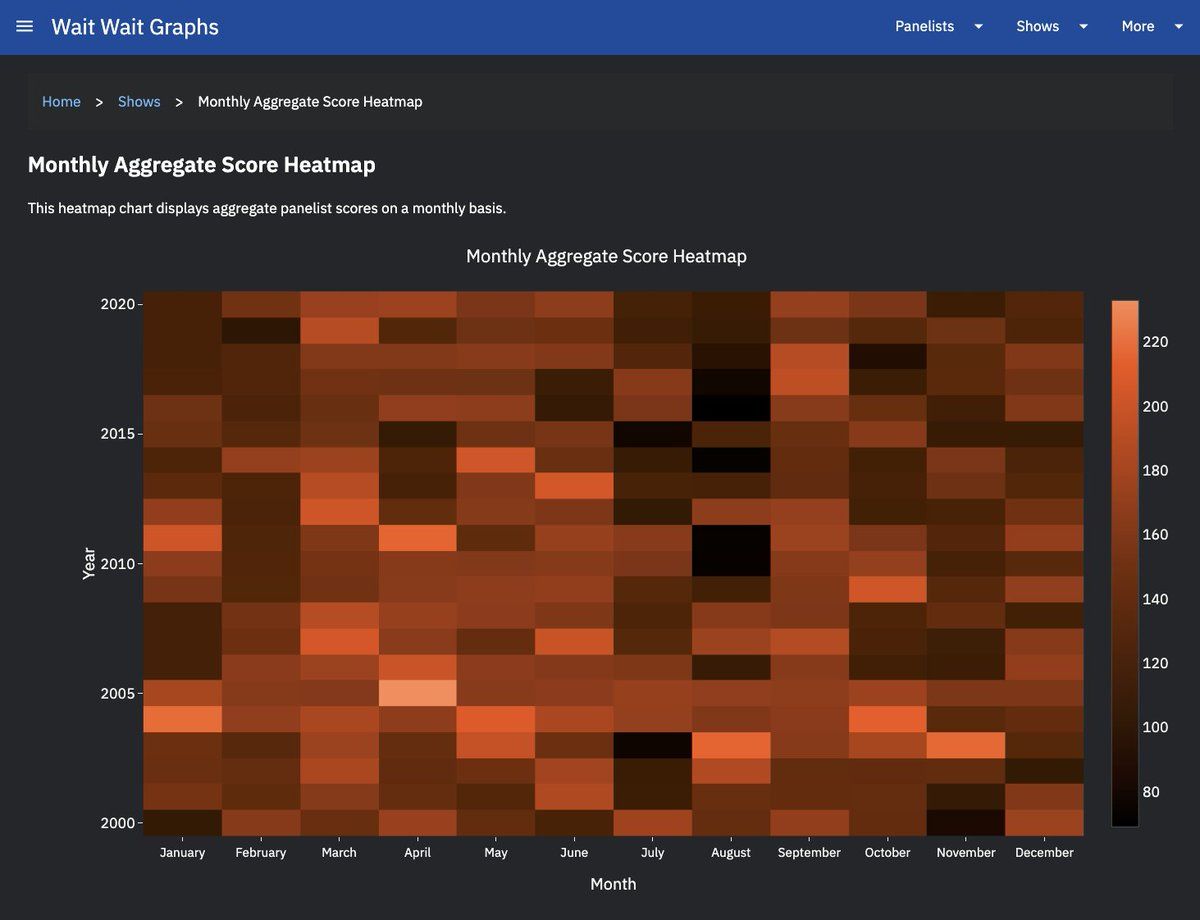 Wait Wait Graphs
Panelists Shows More
Home > Shows > Monthly Aggregate Score Heatmap
Monthly Aggregate Score Heatmap
This heatmap chart displays aggregate panelist scores on a monthly basis.
Monthly Aggregate Score Heatmap
2020
2015
2010
2005
2000
Year
January February March April May June July August September October November December
Month
220
200
180
160
140
120
100
80